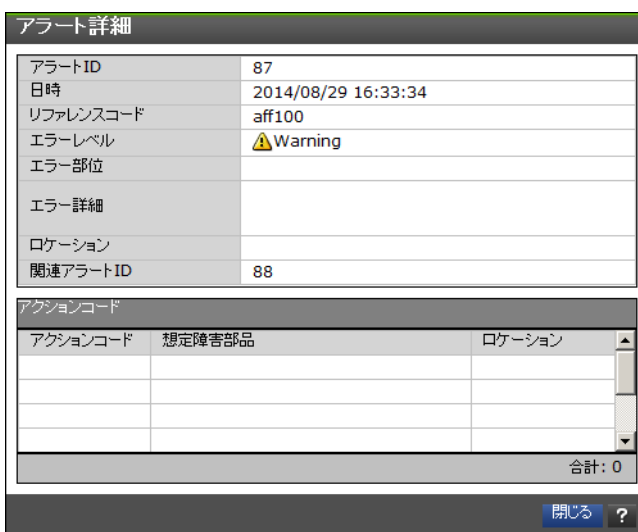 アラート詳細
アラートID 87
日時 2014/08/29 16:33:34
リファレンスコード aff100
エラーレベル Warning
エラー部位
エラー詳細
ロケーション
関連アラートID 88
アクションコード
アクションコード 想定障害部品 ロケーション
合計: 0
閉じる ?